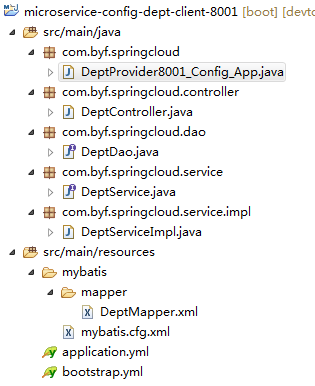 microservice-config-dept-client-8001 [boot] [devto
src/main/java
com.byf.springcloud
DeptProvider8001_Config_App.java
com.byf.springcloud.controller
DeptController.java
com.byf.springcloud.dao
DeptDao.java
com.byf.springcloud.service
DeptService.java
com.byf.springcloud.service.impl
DeptServiceImpl.java
src/main/resources
mybatis
mapper
DeptMapper.xml
mybatis.cfg.xml
application.yml
bootstrap.yml